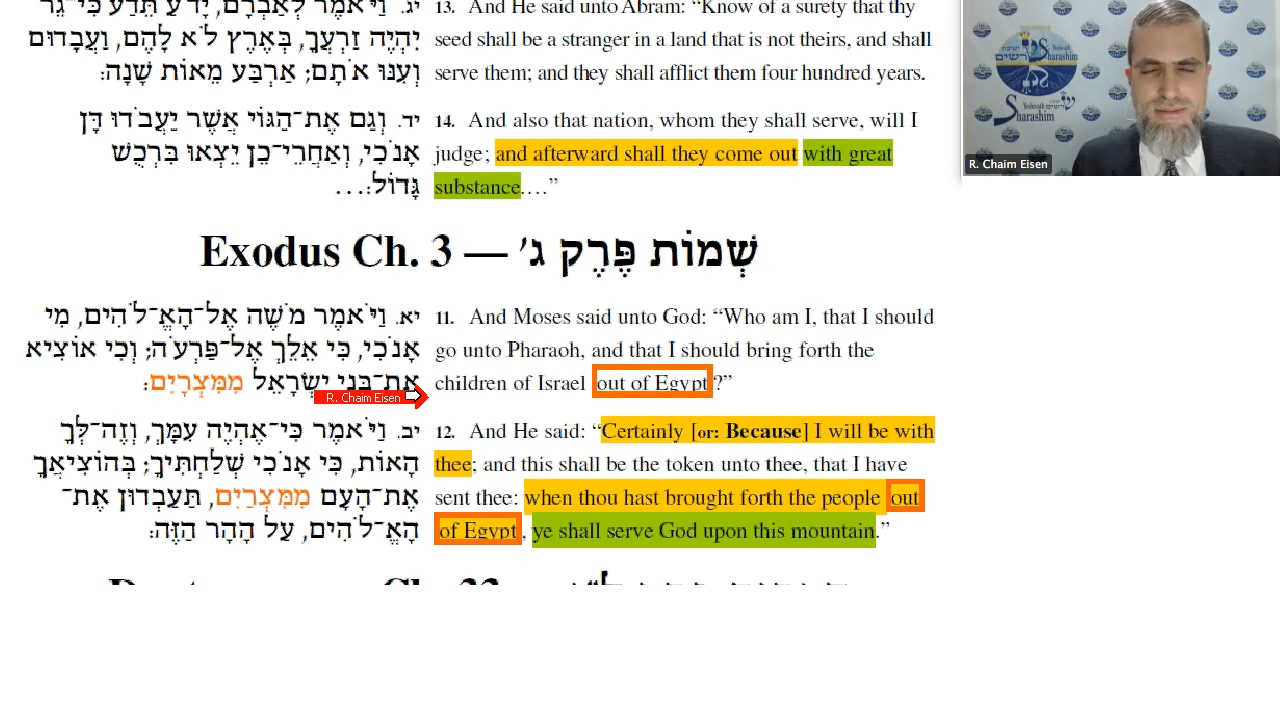 יג. וַיֹּאמֶר לְאַבְרָם, יָדֹעַ תֵּדַע כִּי־גֵר
יִהְיֶה זַרְעֲךָ, בְּאֶרֶץ לֹא לָהֶם, וַעֲבָדוּם
וְעִנּוּ אֹתָם; אַרְבַּע מֵאוֹת שָׁנָה:
13. And He said unto Abram: “Know of a surety that thy
seed shall be a stranger in a land that is not theirs, and shall
serve them; and they shall afflict them four hundred years.
יד. וְגַם אֶת־הַגּוֹי אֲשֶׁר יַעֲבֹדוּ דָּן
אָנֹכִי, וְאַחֲרֵי־כֵן יֵצְאוּ בִּרְכֻשׁ
גָּדוֹל:…
14. And also that nation, whom they shall serve, will I
judge; and afterward shall they come out with great
substance.…”
Exodus Ch. 3 — שְׁמוֹת פֶּרֶק ג׳
יא. וַיֹּאמֶר מֹשֶׁה אֶל־הָאֱ־לֹהִים, מִי
אָנֹכִי, כִּי אֵלֵךְ אֶל־פַּרְעֹה; וְכִי אוֹצִיא
אֶת־בְּנֵי יִשְׂרָאֵל מִמִּצְרָיִם:
11. And Moses said unto God: “Who am I, that I should
go unto Pharaoh, and that I should bring forth the
children of Israel out of Egypt?”
R. Chaim Eisen
יב. וַיֹּאמֶר כִּי־אֶהְיֶה עִמָּךְ, וְזֶה־לְּךָ
הָאוֹת, כִּי אָנֹכִי שְׁלַחְתִּיךָ; בְּהוֹצִיאֲךָ
אֶת־הָעָם מִמִּצְרַיִם, תַּעַבְדוּן אֶת־
הָאֱ־לֹהִים, עַל הָהָר הַזֶּה:
12. And He said: “Certainly [or: Because] I will be with
thee; and this shall be the token unto thee, that I have
sent thee: when thou hast brought forth the people out
of Egypt, ye shall serve God upon this mountain.”
ישיבת
שרשים
Yeshivath
Sharashim
R. Chaim Eisen